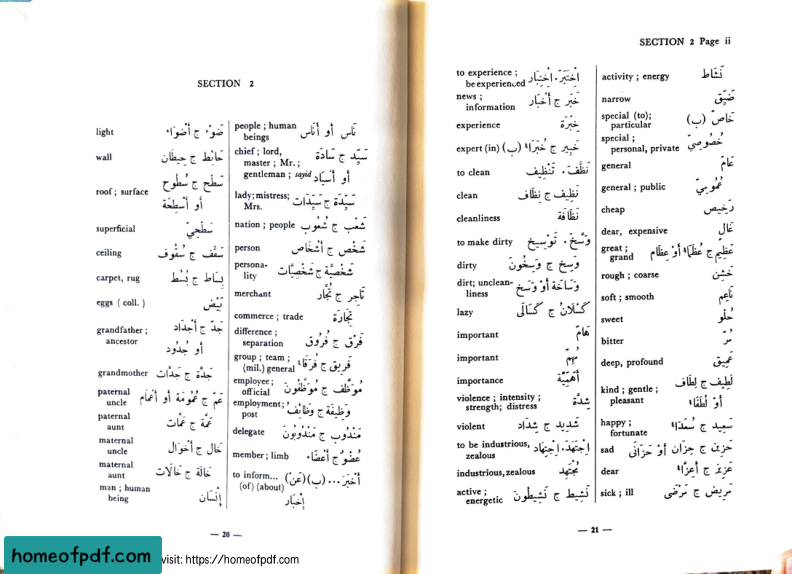 SECTION 2
light ضَوْء ج أَضْوَاء
wall حَائِط ج حِيطَان
roof ; surface سَطْح ج سُطُوح
أو أَسْطِحَة
superficial سَطْحِيّ
ceiling سَقْف ج سُقُوف
carpet, rug بِسَاط ج بُسُط
eggs ( coll. ) بَيْض
grandfather ; جَدّ ج أَجْدَاد
ancestor أو جُدُود
grandmother جَدَّة ج جَدَّات
paternal عَمّ ج عُمُومَة أو أَعْمَام
uncle
paternal عَمَّة ج عَمَّات
aunt
maternal خَال ج أَخْوَال
uncle
maternal خَالَة ج خَالَات
aunt
man ; human إِنْسَان
being
people ; human نَاس أو أُنَاس
beings
chief ; lord, سَيِّد ج سَادَة
master ; Mr. ;
gentleman ; sayid أو أَسْيَاد
lady; mistress; سَيِّدَة ج سَيِّدَات
Mrs.
nation ; people شَعْب ج شُعُوب
person شَخْص ج أَشْخَاص
persona- شَخْصِيَّة ج شَخْصِيَّات
lity
merchant تَاجِر ج تُجَّار
commerce ; trade تِجَارَة
difference ; فَرْق ج فُرُوق
separation
group ; team ; فَرِيق ج فُرَقَاء
(mil.) general
employee ; مُوَظَّف ج مُوَظَّفُونَ
official
employment; وَظِيفَة ج وَظَائِف
post
delegate مَنْدُوب ج مَنْدُوبُونَ
member ; limb عُضْو ج أَعْضَاء
to inform... أَخْبَرَ ... (ب) (عَنْ)
(of) (about)
إِخْبَار
— 20 —
SECTION 2 Page ii
to experience ; اِخْتَبَرَ . اِخْتِبَار
be experienced
news ; خَبَر ج أَخْبَار
information
experience خِبْرَة
expert (in) خَبِير ج خُبَرَاء (ب)
to clean نَظَّفَ . تَنْظِيف
clean نَظِيف ج نِظَاف
cleanliness نَظَافَة
to make dirty وَسَّخَ . تَوْسِيخ
dirty وَسِخ ج وَسِخُونَ
dirt; unclean- وَسَاخَة أَوْ وَسَخ
liness
lazy كَسْلَانُ ج كَسَالَى
important هَامّ
important مُهِمّ
importance أَهَمِّيَّة
violence ; intensity ; شِدَّة
strength; distress
violent شَدِيد ج شِدَاد
to be industrious, اِجْتَهَدَ . اِجْتِهَاد
zealous
industrious, zealous مُجْتَهِد
active ; نَشِيط ج نَشِيطُونَ
energetic
activity ; energy نَشَاط
narrow ضَيِّق
special (to); خَاصّ (ب)
particular
special ; خُصُوصِيّ
personal, private
general عَامّ
general ; public عُمُومِيّ
cheap رَخِيص
dear, expensive غَالٍ
great ; عَظِيم ج عُظَمَاء أَوْ عِظَام
grand
rough ; coarse خَشِن
soft ; smooth نَاعِم
sweet حُلْو
bitter مُرّ
deep, profound عَمِيق
kind ; gentle ; لَطِيف ج لِطَاف
pleasant أَوْ لُطَفَاء
happy ; سَعِيد ج سُعَدَاء
fortunate
sad حَزِين ج حِزَان أَوْ حَزَانَى
dear عَزِيز ج أَعِزَّاء
sick ; ill مَرِيض ج مَرْضَى
— 21 —
homeofpdf.com
visit: https://homeofpdf.com